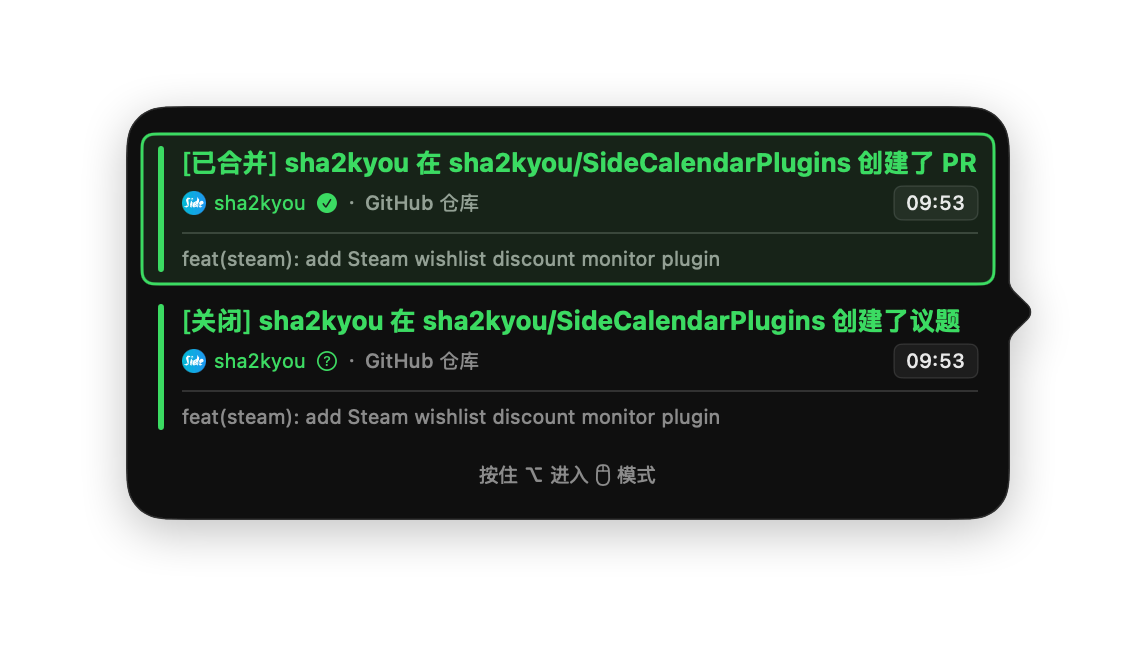 [已合并] sha2kyou 在 sha2kyou/SideCalendarPlugins 创建了 PR
Side sha2kyou · GitHub 仓库 09:53
feat(steam): add Steam wishlist discount monitor plugin
[关闭] sha2kyou 在 sha2kyou/SideCalendarPlugins 创建了议题
Side sha2kyou ? · GitHub 仓库 09:53
feat(steam): add Steam wishlist discount monitor plugin
按住 ⌥ 进入 模式